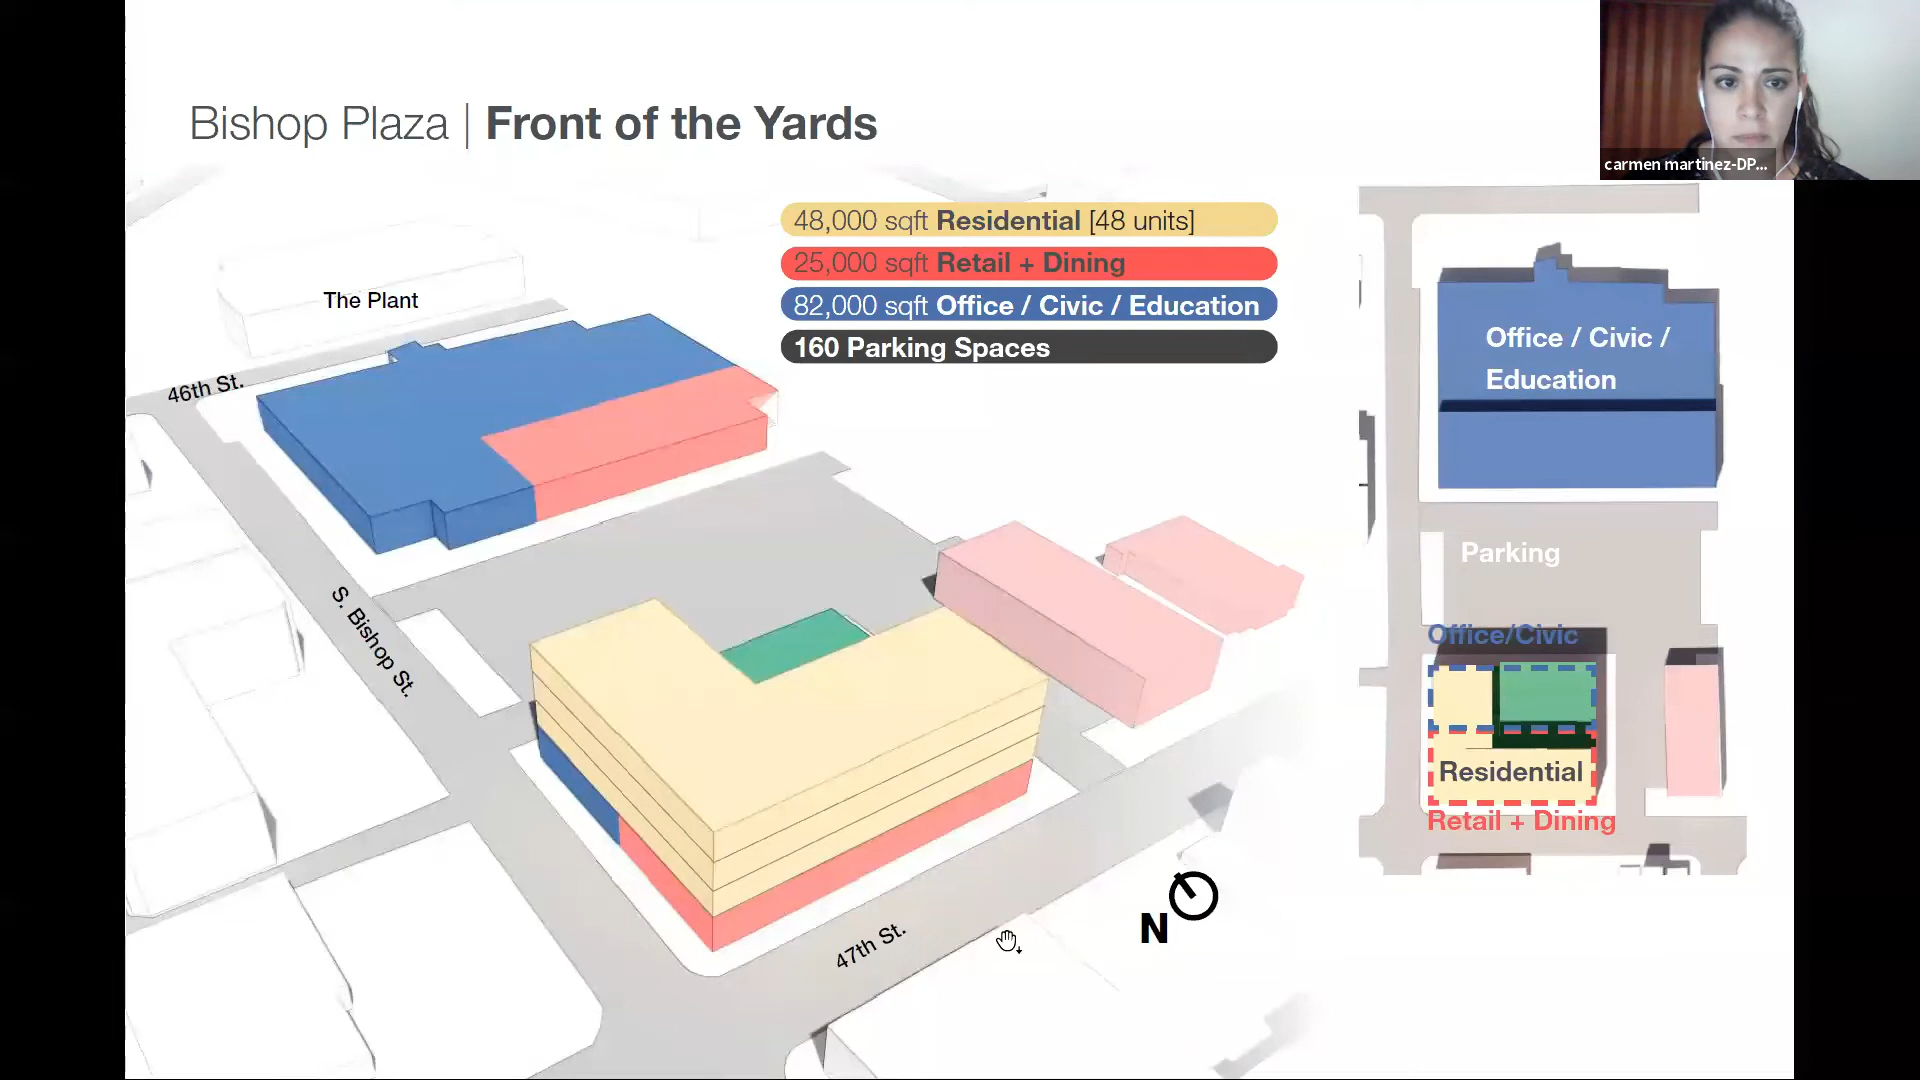 carmen martinez-DP...
Bishop Plaza | Front of the Yards
48,000 sqft Residential [48 units]
25,000 sqft Retail + Dining
82,000 sqft Office / Civic / Education
160 Parking Spaces
The Plant
46th St.
S. Bishop St.
47th St.
N
Office / Civic /
Education
Parking
Office/Civic
Residential
Retail + Dining